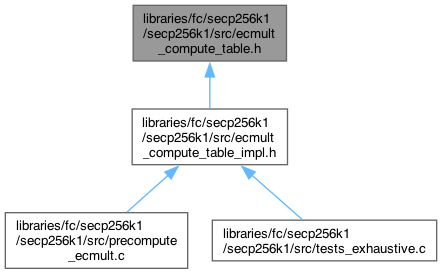 libraries/fc/secp256k1
/secp256k1/src/ecmult
_compute_table.h
libraries/fc/secp256k1
/secp256k1/src/ecmult
_compute_table_impl.h
libraries/fc/secp256k1
/secp256k1/src/precompute
_ecmult.c
libraries/fc/secp256k1
/secp256k1/src/tests_exhaustive.c